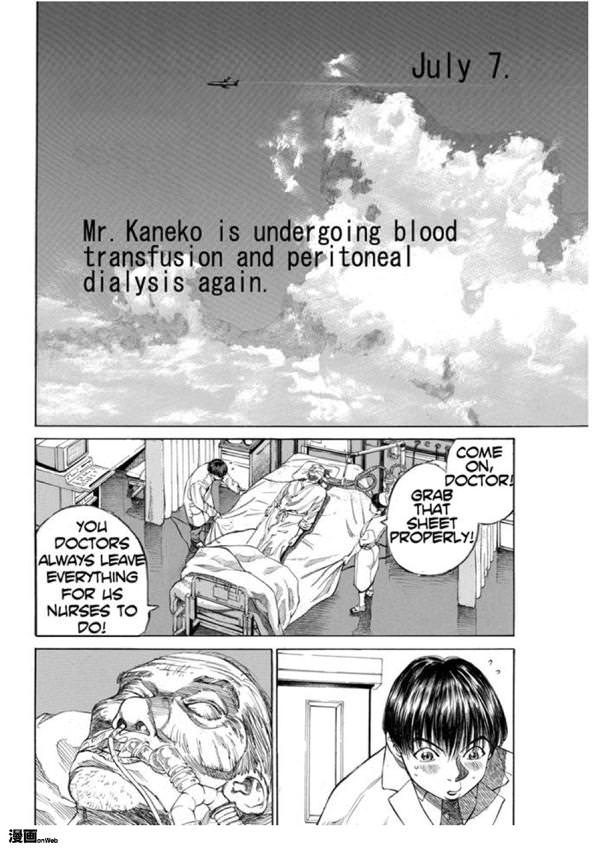 July 7.
Mr. Kaneko is undergoing blood
transfusion and peritoneal
dialysis again.
COME
ON,
DOCTOR!
GRAB
THAT
SHEET
PROPERLY!
YOU
DOCTORS
ALWAYS LEAVE
EVERYTHING
FOR US
NURSES TO
DO!
漫画onWeb